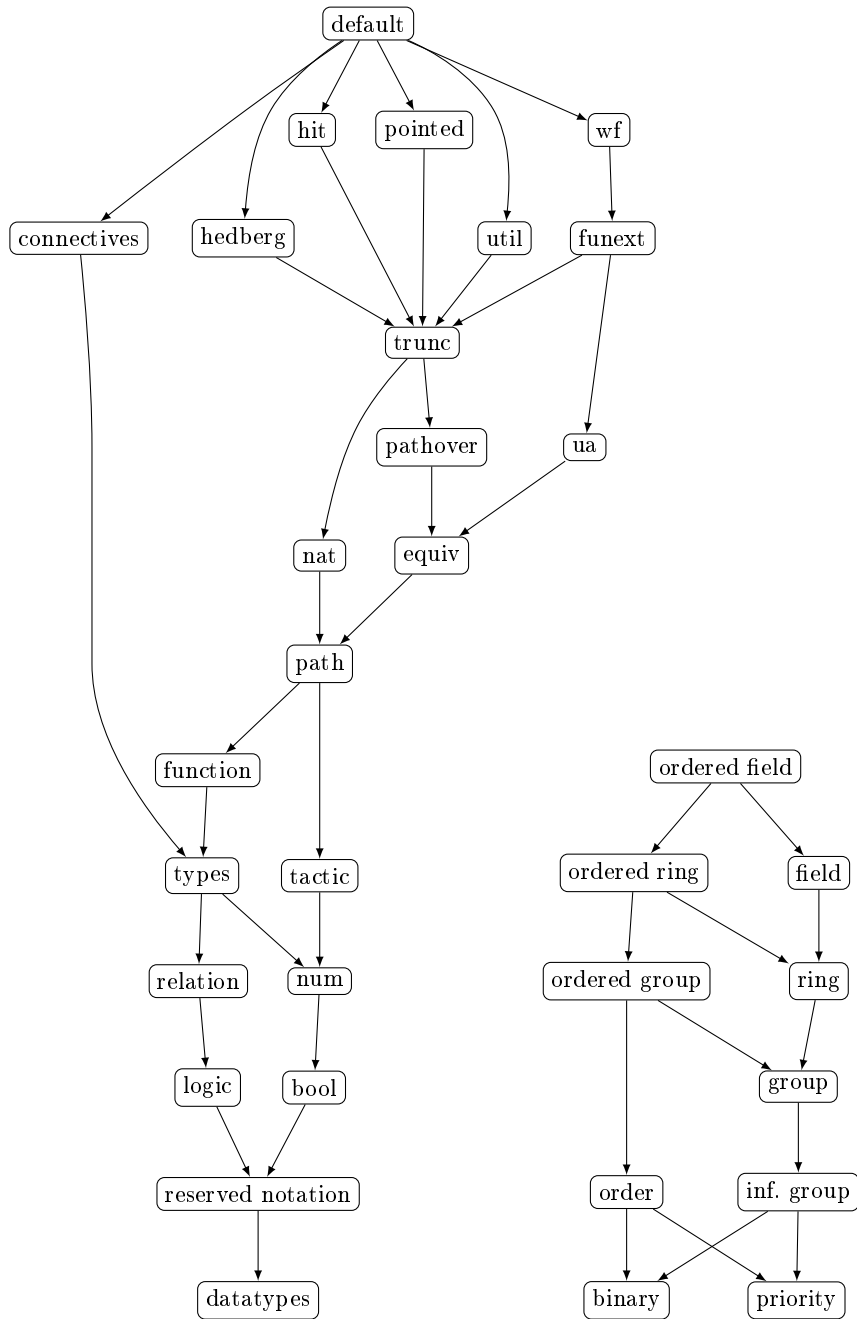 default
hit
pointed
wf
connectives
hedberg
util
funext
trunc
pathover
ua
nat
equiv
path
function
ordered field
types
tactic
ordered ring
field
relation
num
ordered group
ring
logic
bool
group
reserved notation
order
inf. group
datatypes
binary
priority